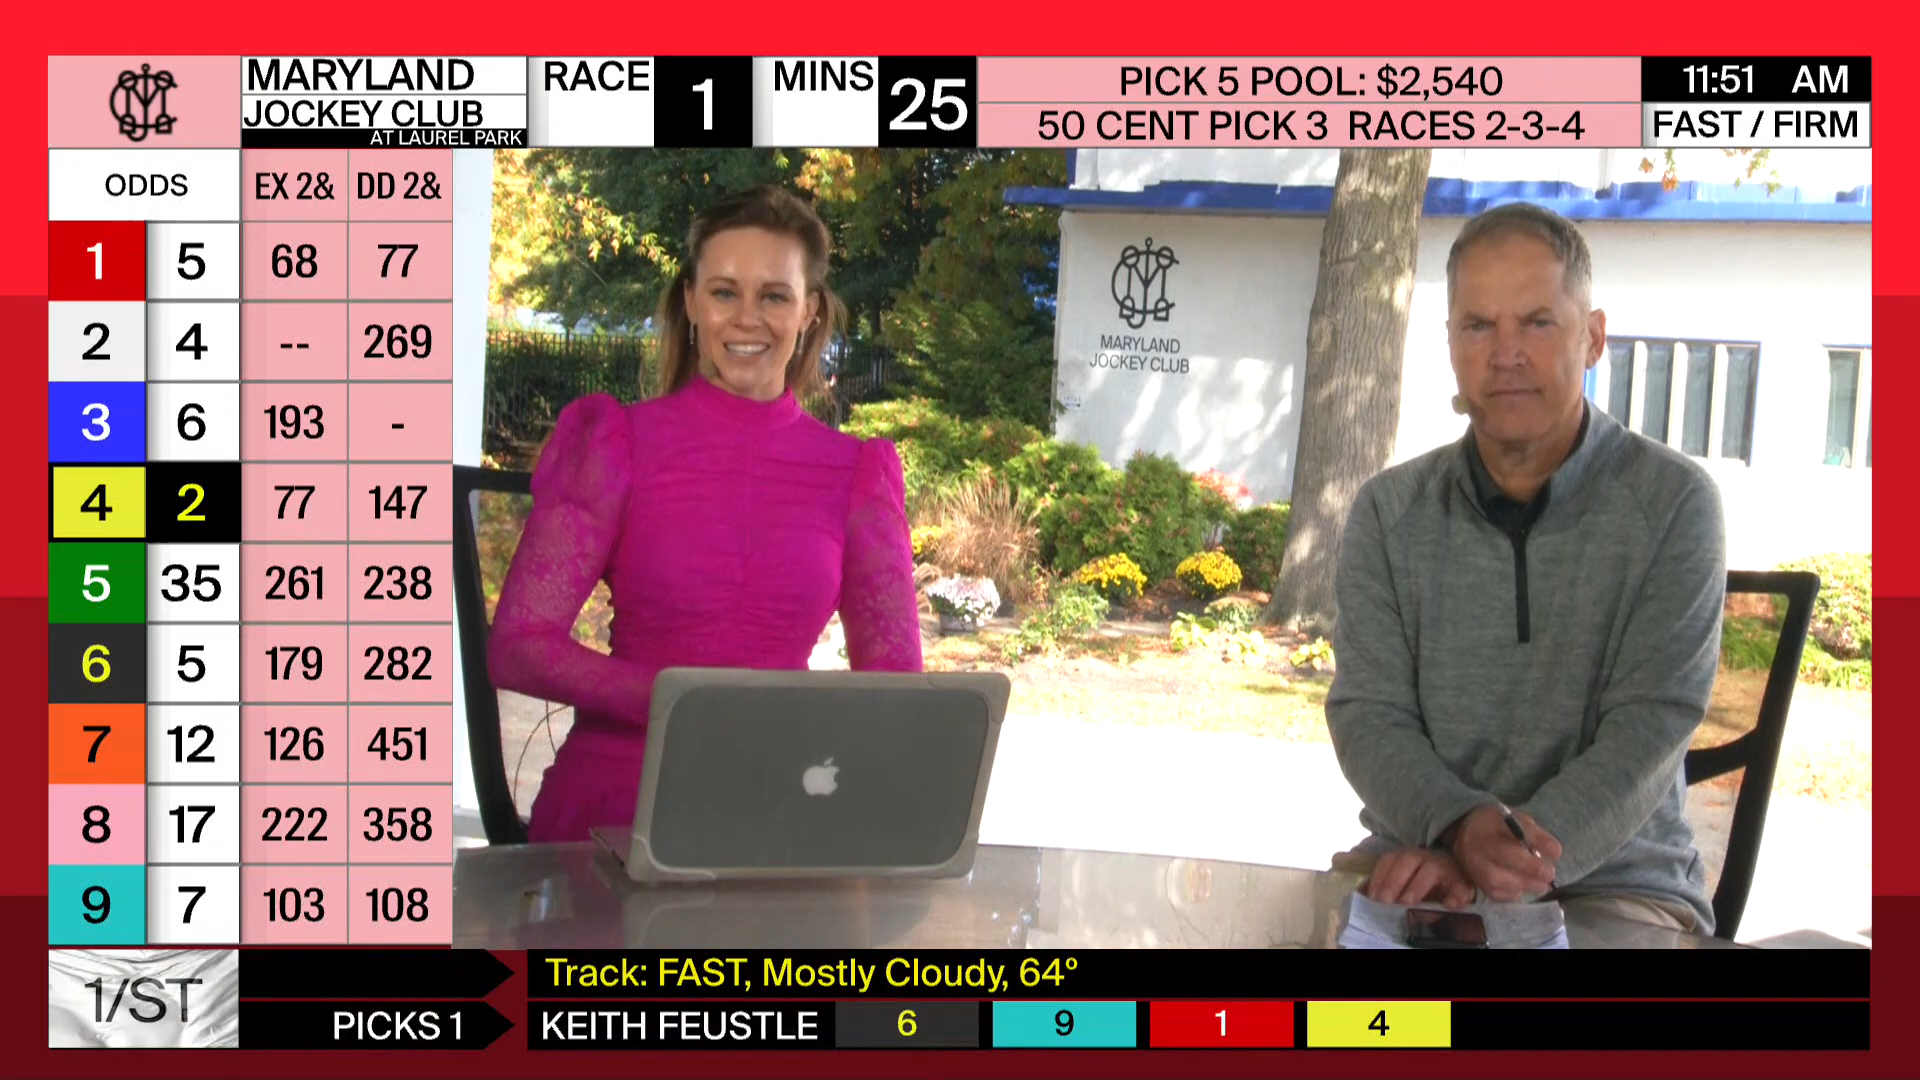 MARYLAND
JOCKEY CLUB
AT LAUREL PARK
RACE 1
MINS 25
PICK 5 POOL: $2,540
50 CENT PICK 3 RACES 2-3-4
11:51 AM
FAST / FIRM
ODDS EX 2& DD 2&
1 5 68 77
2 4 -- 269
3 6 193 -
4 2 77 147
5 35 261 238
6 5 179 282
7 12 126 451
8 17 222 358
9 7 103 108
MARYLAND
JOCKEY CLUB
1/ST
Track: FAST, Mostly Cloudy, 64°
PICKS 1 KEITH FEUSTLE 6 9 1 4